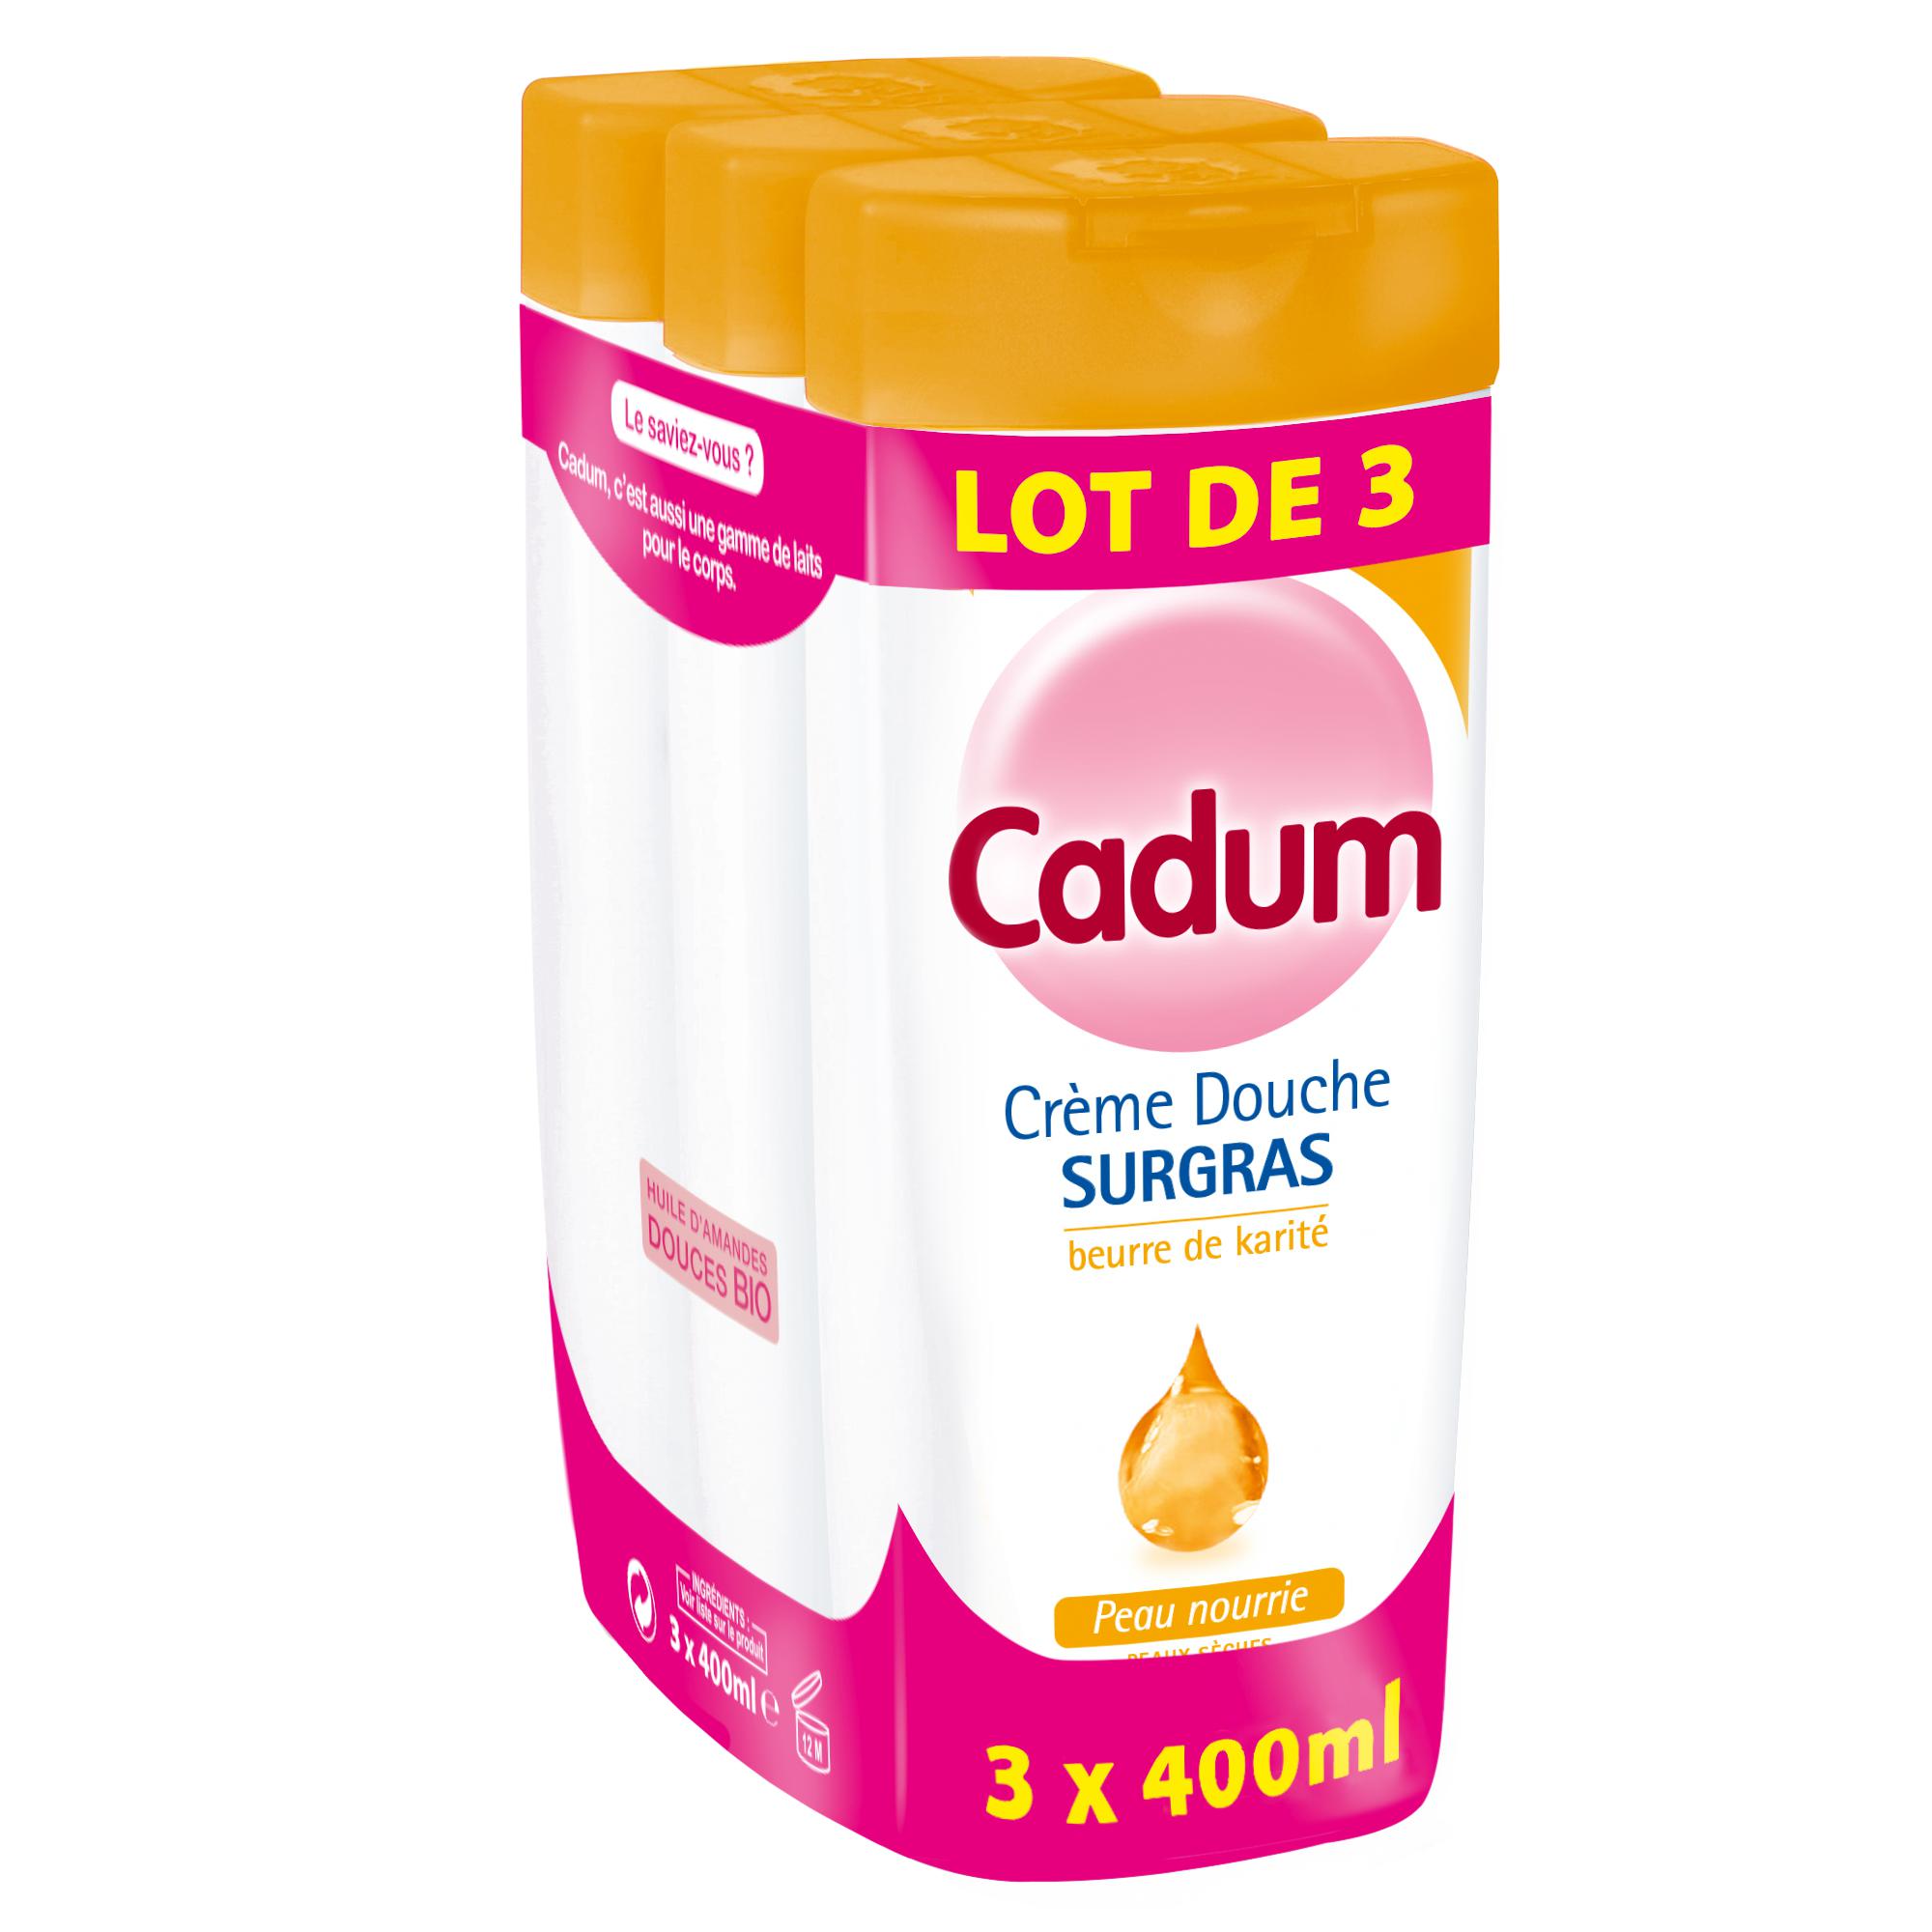 Le saviez-vous ?
Cadum, c'est aussi une gamme de laits
pour le corps.
HUILE D'AMANDES
DOUCES BIO
INGRÉDIENTS :
Voir liste sur le produit
3 x 400ml e
12 M
LOT DE 3
Cadum
Crème Douche
SURGRAS
beurre de karité
Peau nourrie
PEAUX SÈCHES
3 x 400ml